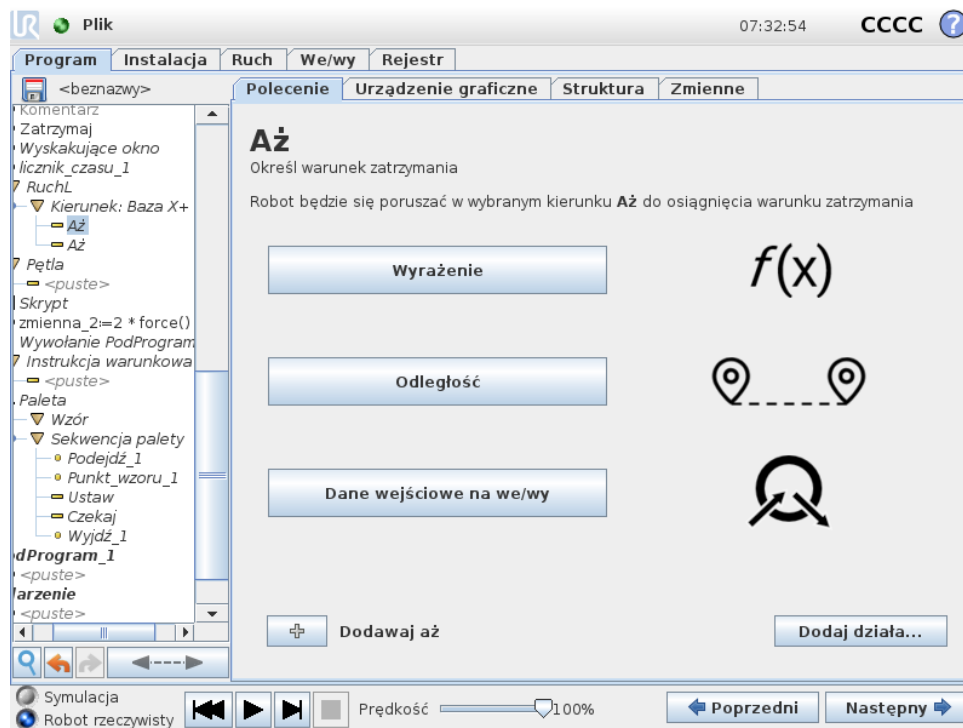 UR Plik 07:32:54 CCCC ?
Program Instalacja Ruch We/wy Rejestr
<beznazwy>
Polecenie Urządzenie graficzne Struktura Zmienne
Komentarz
Zatrzymaj
Wyskakujące okno
licznik_czasu_1
RuchL
Kierunek: Baza X+
Aż
Aż
Pętla
<puste>
Skrypt
zmienna_2:=2 * force()
Wywołanie PodProgram
Instrukcja warunkowa
<puste>
Paleta
Wzór
Sekwencja palety
Podejdź_1
Punkt_wzoru_1
Ustaw
Czekaj
Wyjdź_1
dProgram_1
<puste>
arzenie
<puste>
Aż
Określ warunek zatrzymania
Robot będzie się poruszać w wybranym kierunku Aż do osiągnięcia warunku zatrzymania
Wyrażenie f(x)
Odległość
Dane wejściowe na we/wy
Dodawaj aż
Dodaj działa...
Symulacja
Robot rzeczywisty
Prędkość 100%
Poprzedni Następny